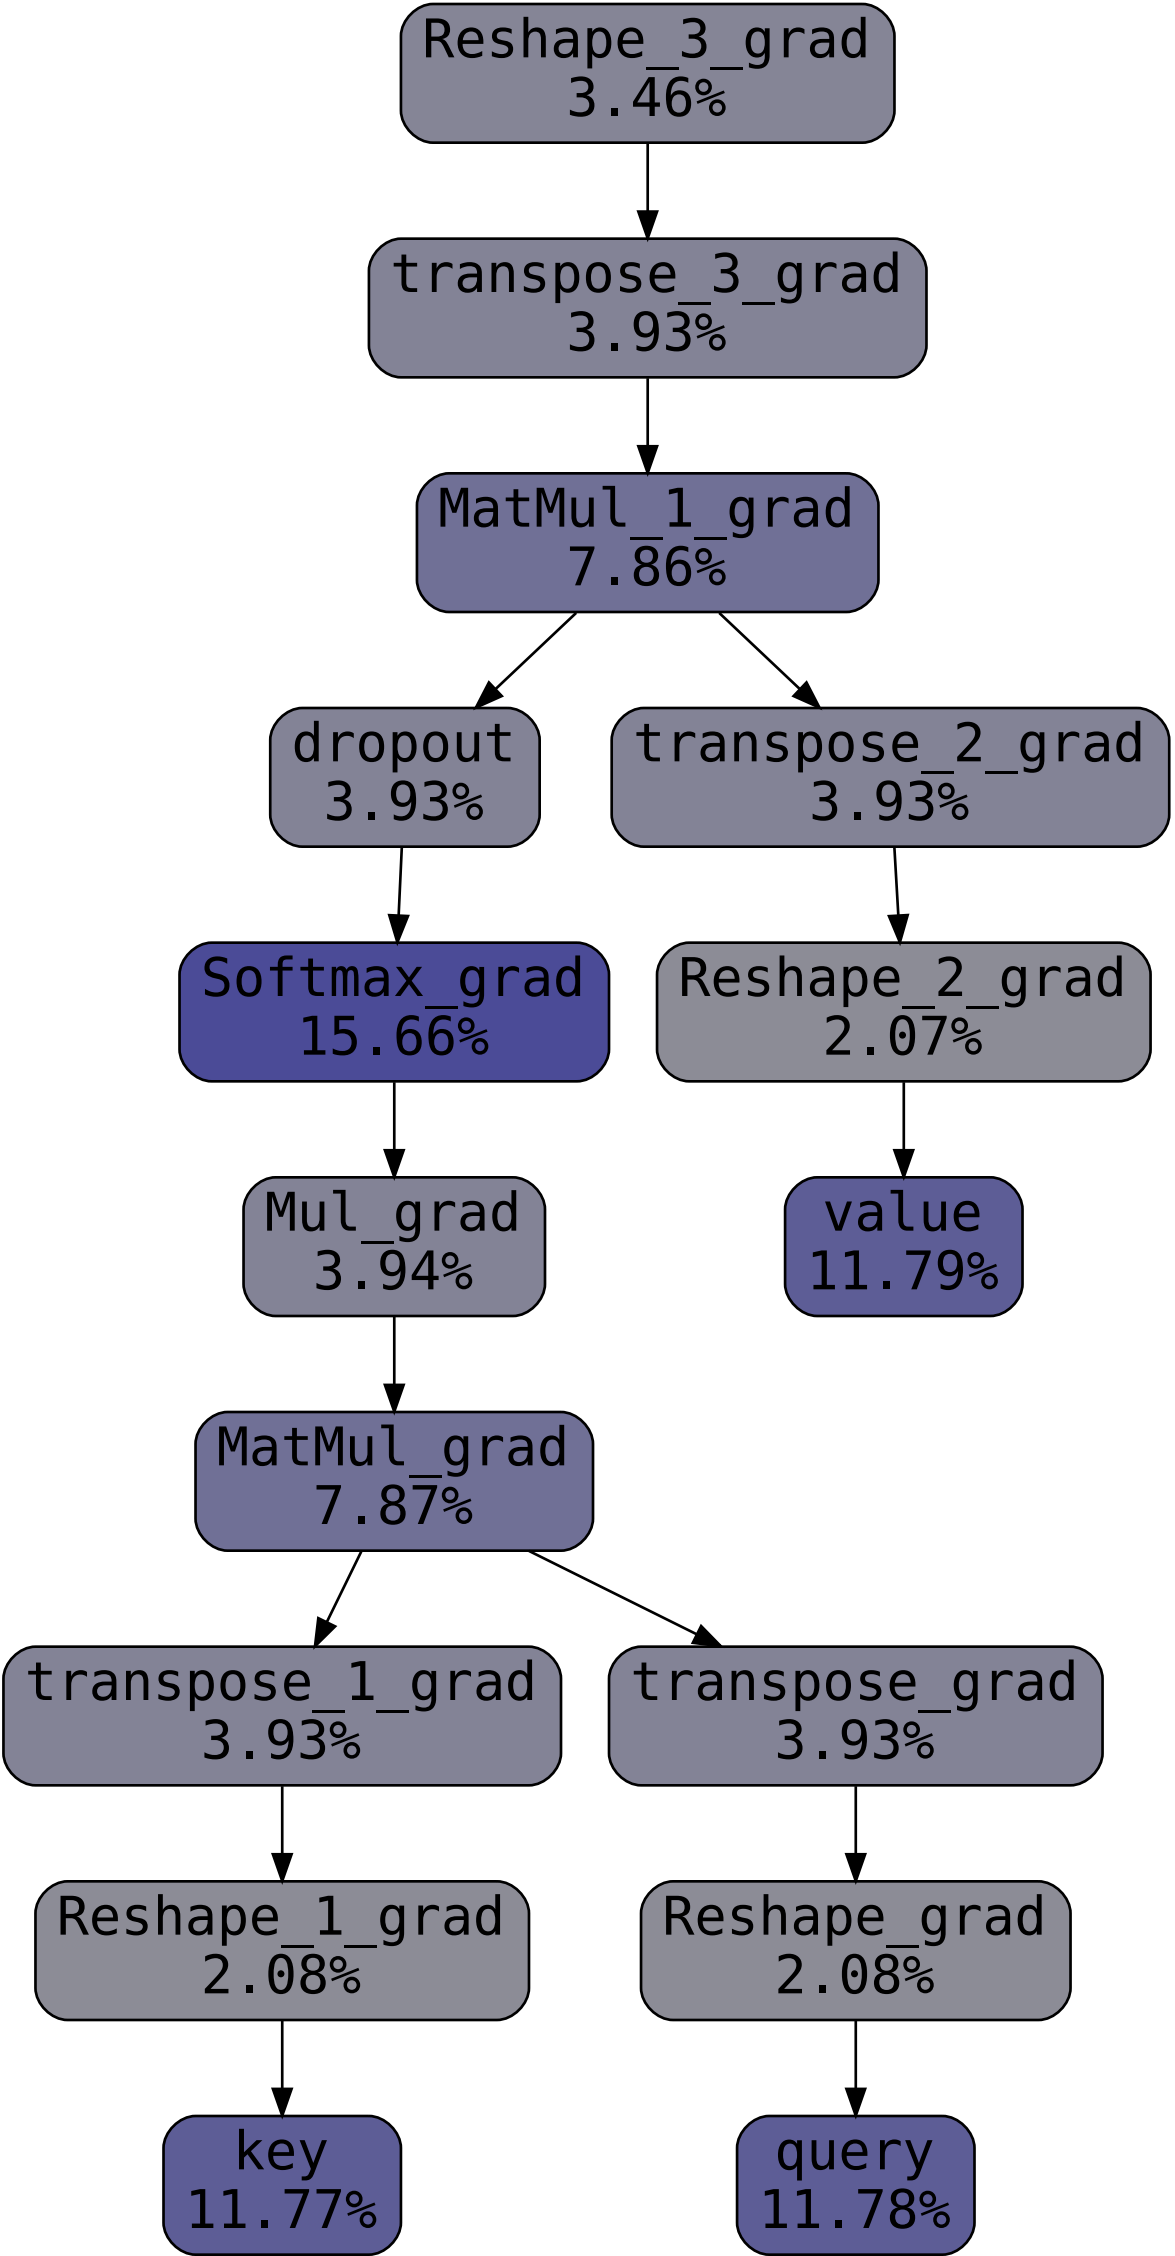 Reshape_3_grad
3.46%
transpose_3_grad
3.93%
MatMul_1_grad
7.86%
dropout
3.93%
transpose_2_grad
3.93%
Softmax_grad
15.66%
Reshape_2_grad
2.07%
Mul_grad
3.94%
value
11.79%
MatMul_grad
7.87%
transpose_1_grad
3.93%
transpose_grad
3.93%
Reshape_1_grad
2.08%
Reshape_grad
2.08%
key
11.77%
query
11.78%